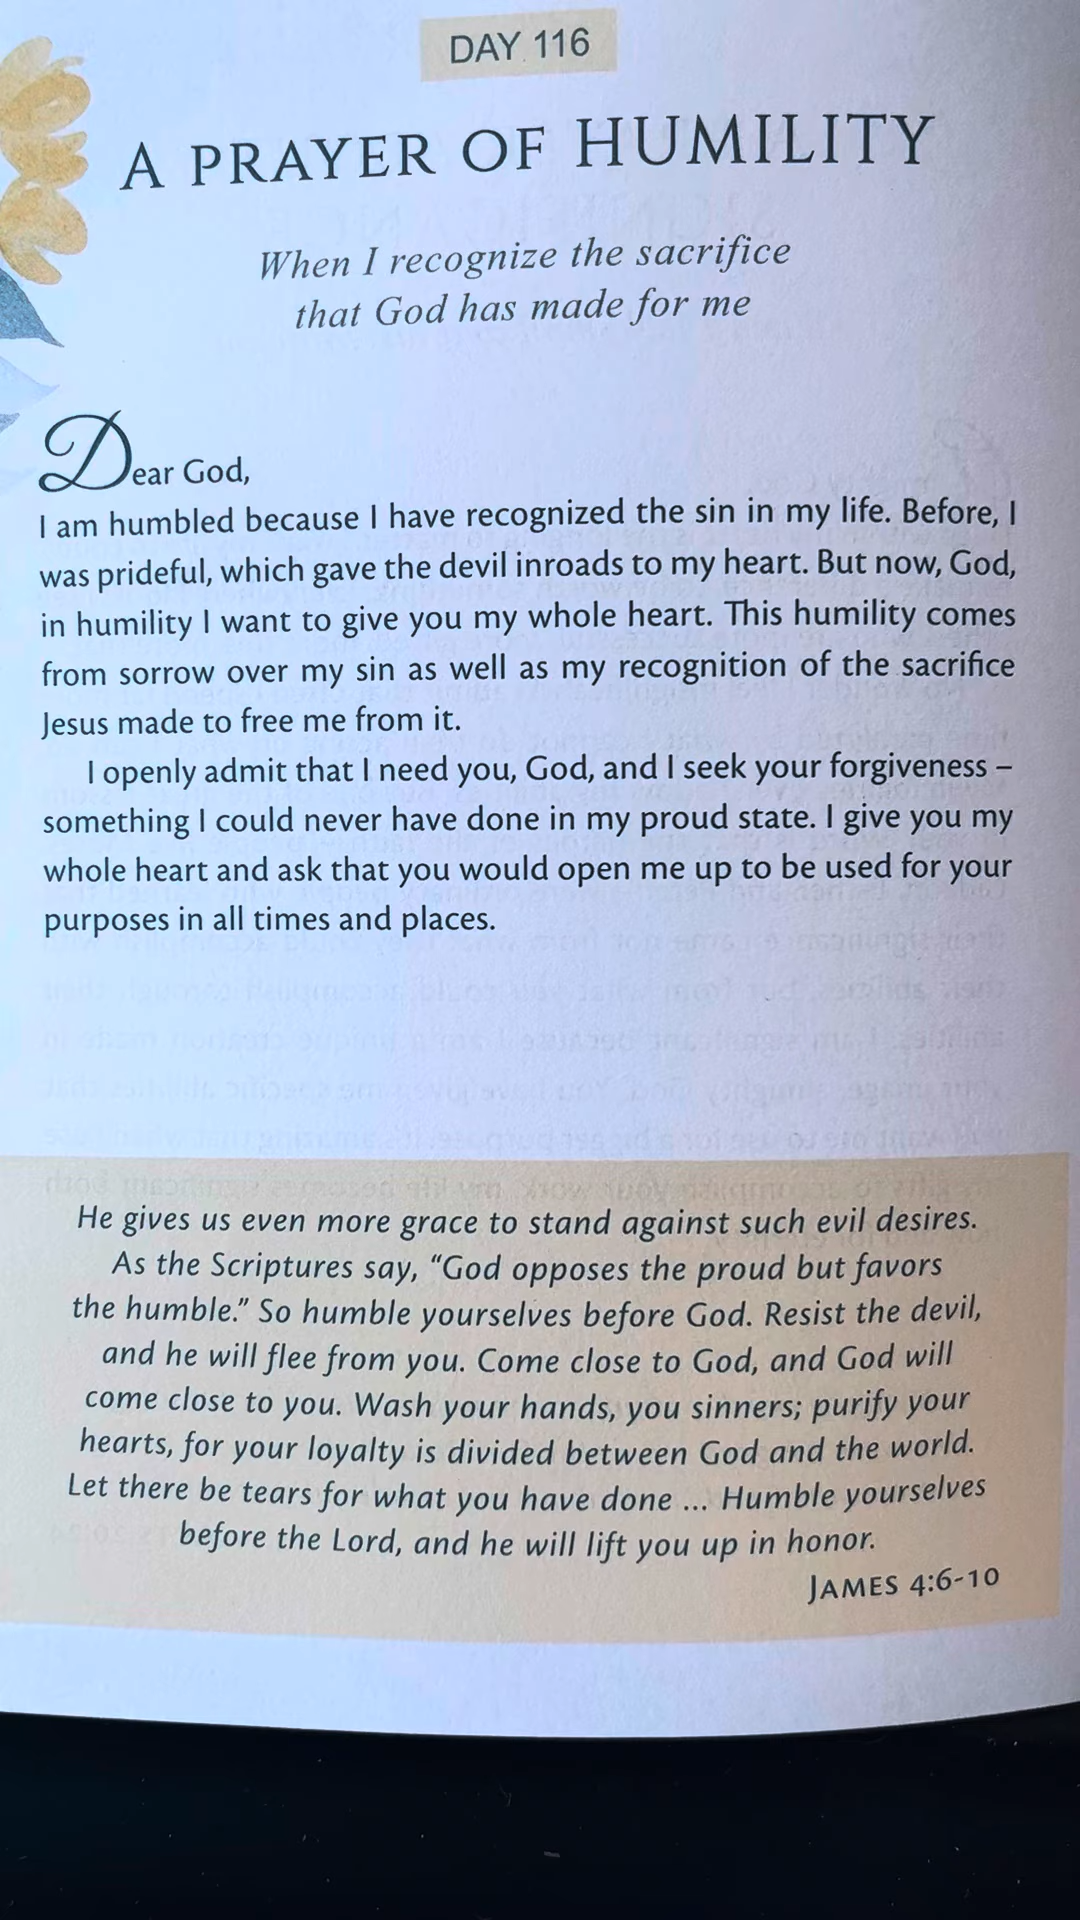 DAY 116
A PRAYER OF HUMILITY
When I recognize the sacrifice
that God has made for me
Dear God,
I am humbled because I have recognized the sin in my life. Before, I
was prideful, which gave the devil inroads to my heart. But now, God,
in humility I want to give you my whole heart. This humility comes
from sorrow over my sin as well as my recognition of the sacrifice
Jesus made to free me from it.
I openly admit that I need you, God, and I seek your forgiveness –
something I could never have done in my proud state. I give you my
whole heart and ask that you would open me up to be used for your
purposes in all times and places.
He gives us even more grace to stand against such evil desires.
As the Scriptures say, “God opposes the proud but favors
the humble.” So humble yourselves before God. Resist the devil,
and he will flee from you. Come close to God, and God will
come close to you. Wash your hands, you sinners; purify your
hearts, for your loyalty is divided between God and the world.
Let there be tears for what you have done ... Humble yourselves
before the Lord, and he will lift you up in honor.
JAMES 4:6-10